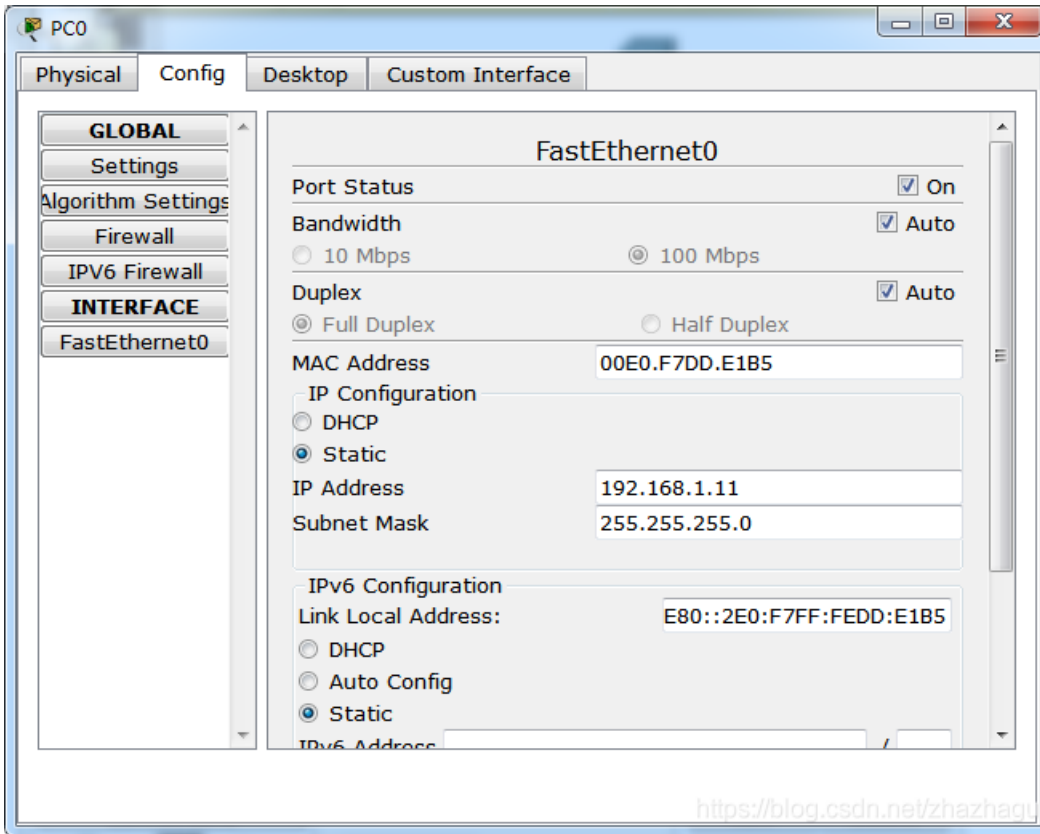 PC0
Physical Config Desktop Custom Interface
GLOBAL
Settings
Algorithm Settings
Firewall
IPV6 Firewall
INTERFACE
FastEthernet0
FastEthernet0
Port Status On
Bandwidth Auto
10 Mbps 100 Mbps
Duplex Auto
Full Duplex Half Duplex
MAC Address 00E0.F7DD.E1B5
IP Configuration
DHCP
Static
IP Address 192.168.1.11
Subnet Mask 255.255.255.0
IPv6 Configuration
Link Local Address: E80::2E0:F7FF:FEDD:E1B5
DHCP
Auto Config
Static
IPv6 Address /
https://blog.csdn.net/zhazhagu